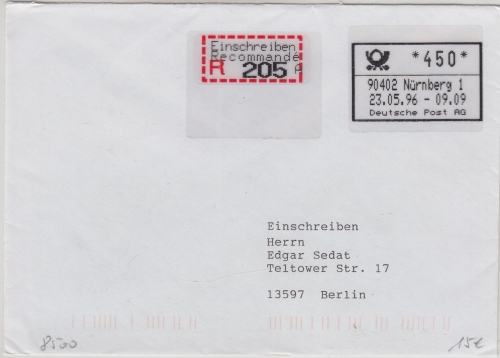 Einschreiben
Recommandé
R 205 A
*450*
90402 Nürnberg 1
23.05.96 - 09.09
Deutsche Post AG
Einschreiben
Herrn
Edgar Sedat
Teltower Str. 17
13597 Berlin
8500
15€